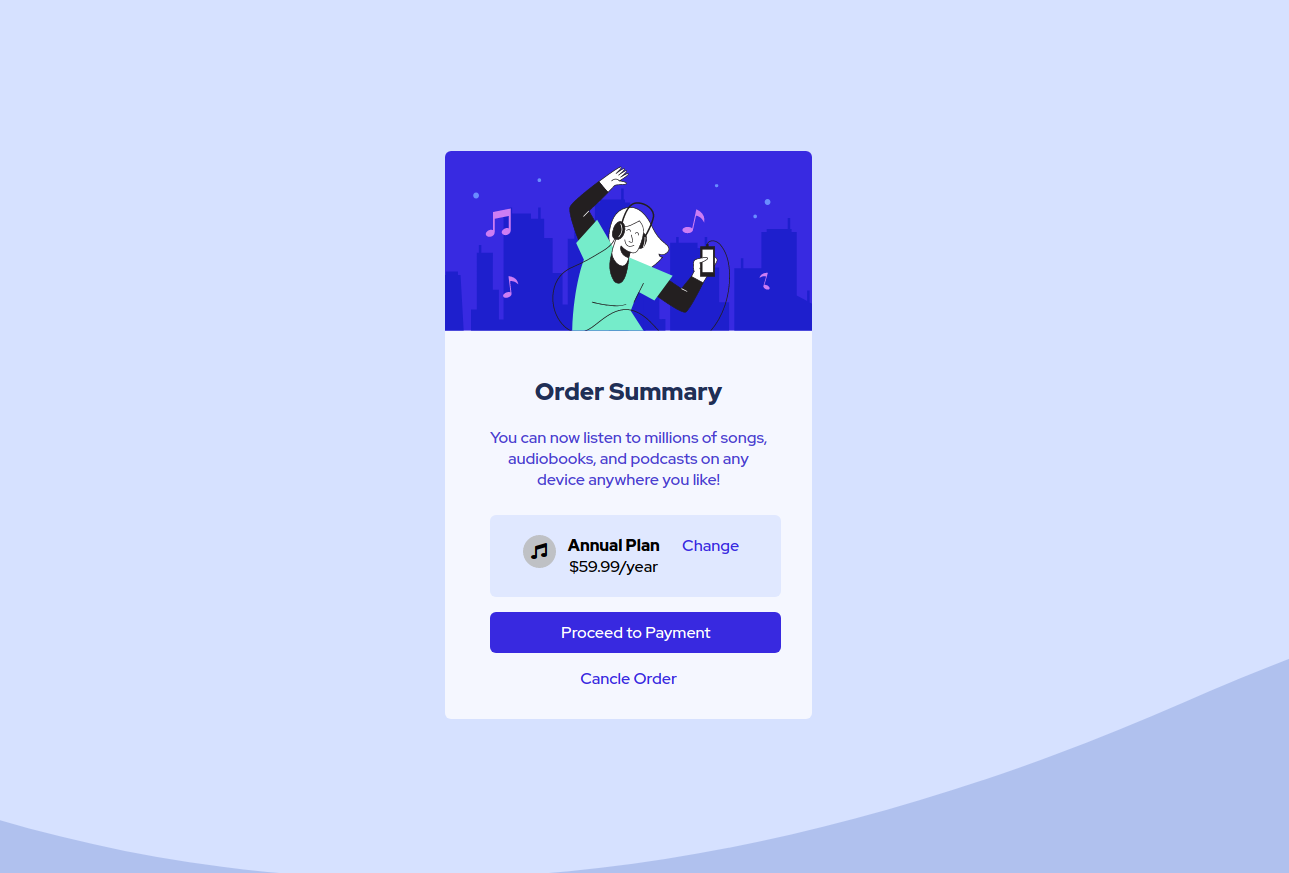 Order Summary
You can now listen to millions of songs,
audiobooks, and podcasts on any
device anywhere you like!
Annual Plan Change
$59.99/year
Proceed to Payment
Cancle Order